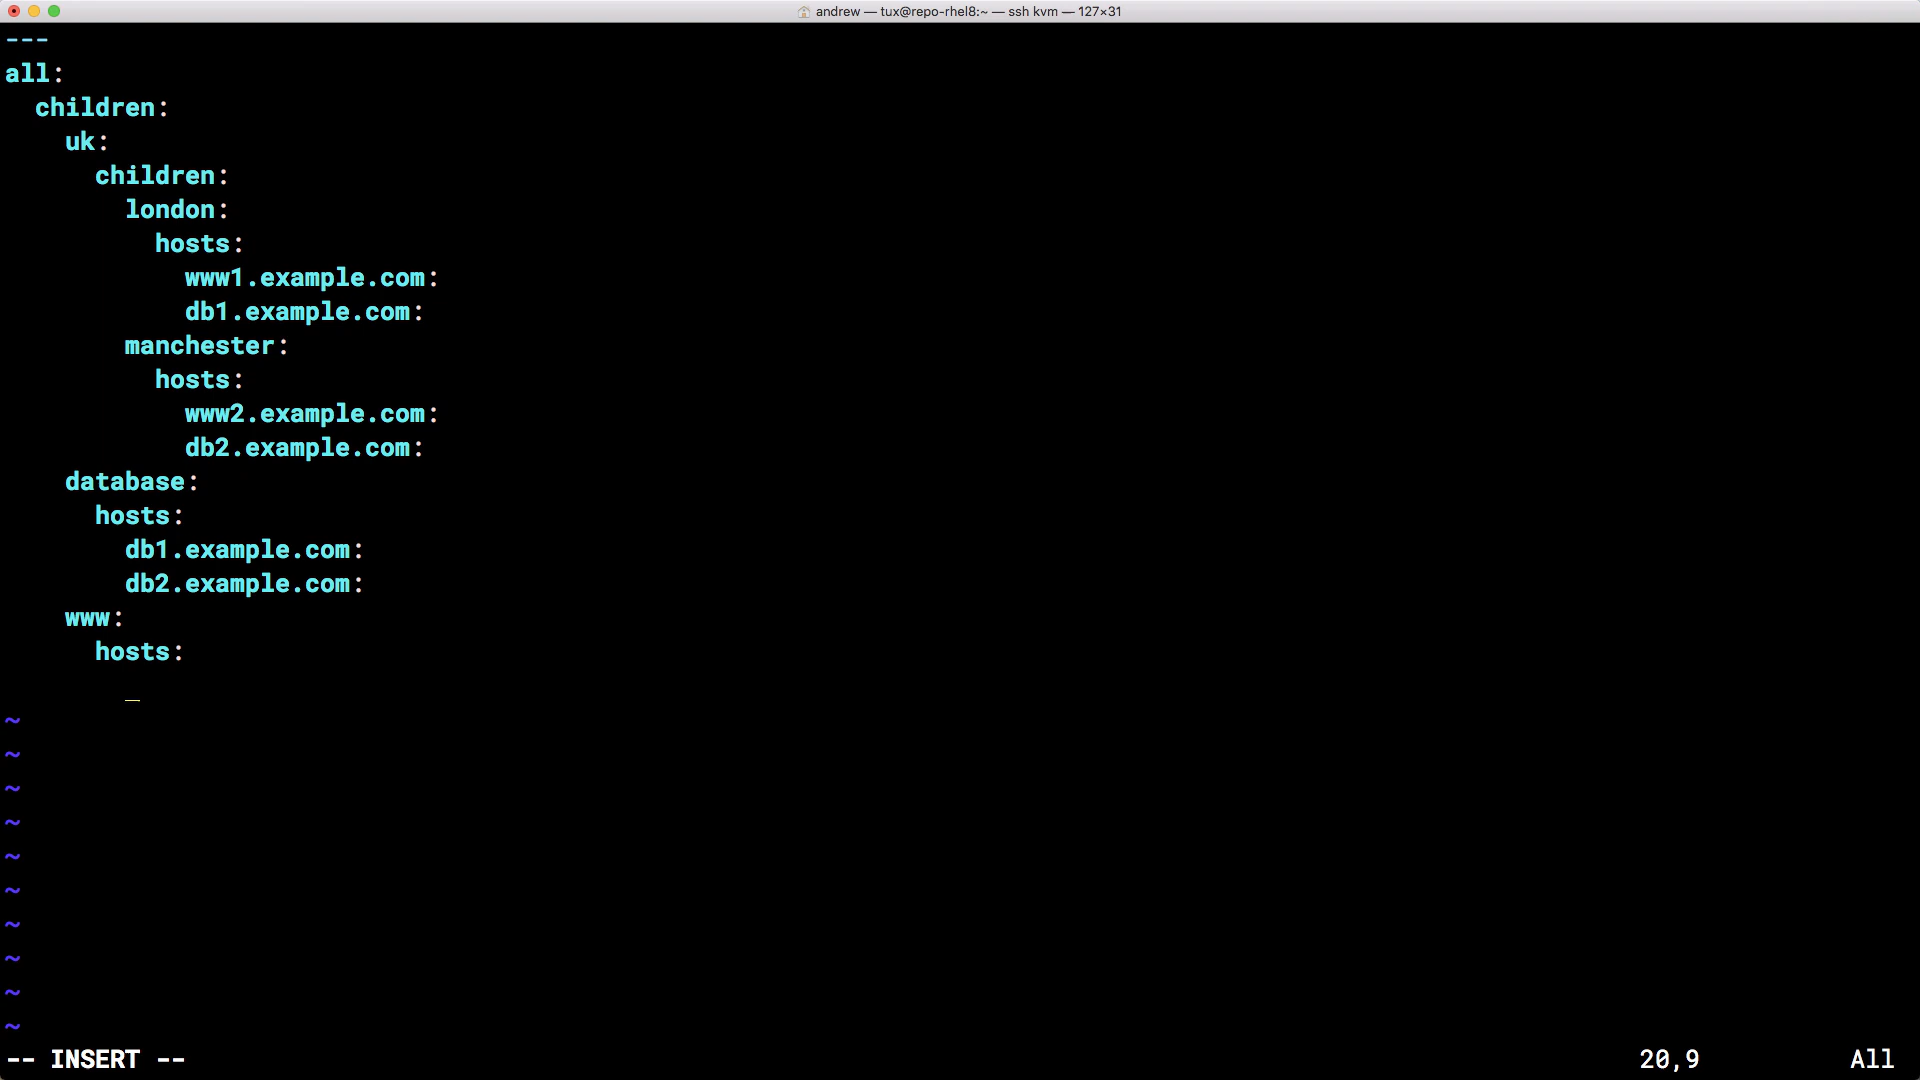 andrew — tux@repo-rhel8:~ — ssh kvm — 127×31
---
all:
  children:
    uk:
      children:
        london:
          hosts:
            www1.example.com:
            db1.example.com:
        manchester:
          hosts:
            www2.example.com:
            db2.example.com:
    database:
      hosts:
        db1.example.com:
        db2.example.com:
    www:
      hosts:
~
~
~
~
~
~
~
~
~
~
-- INSERT -- 20,9 All